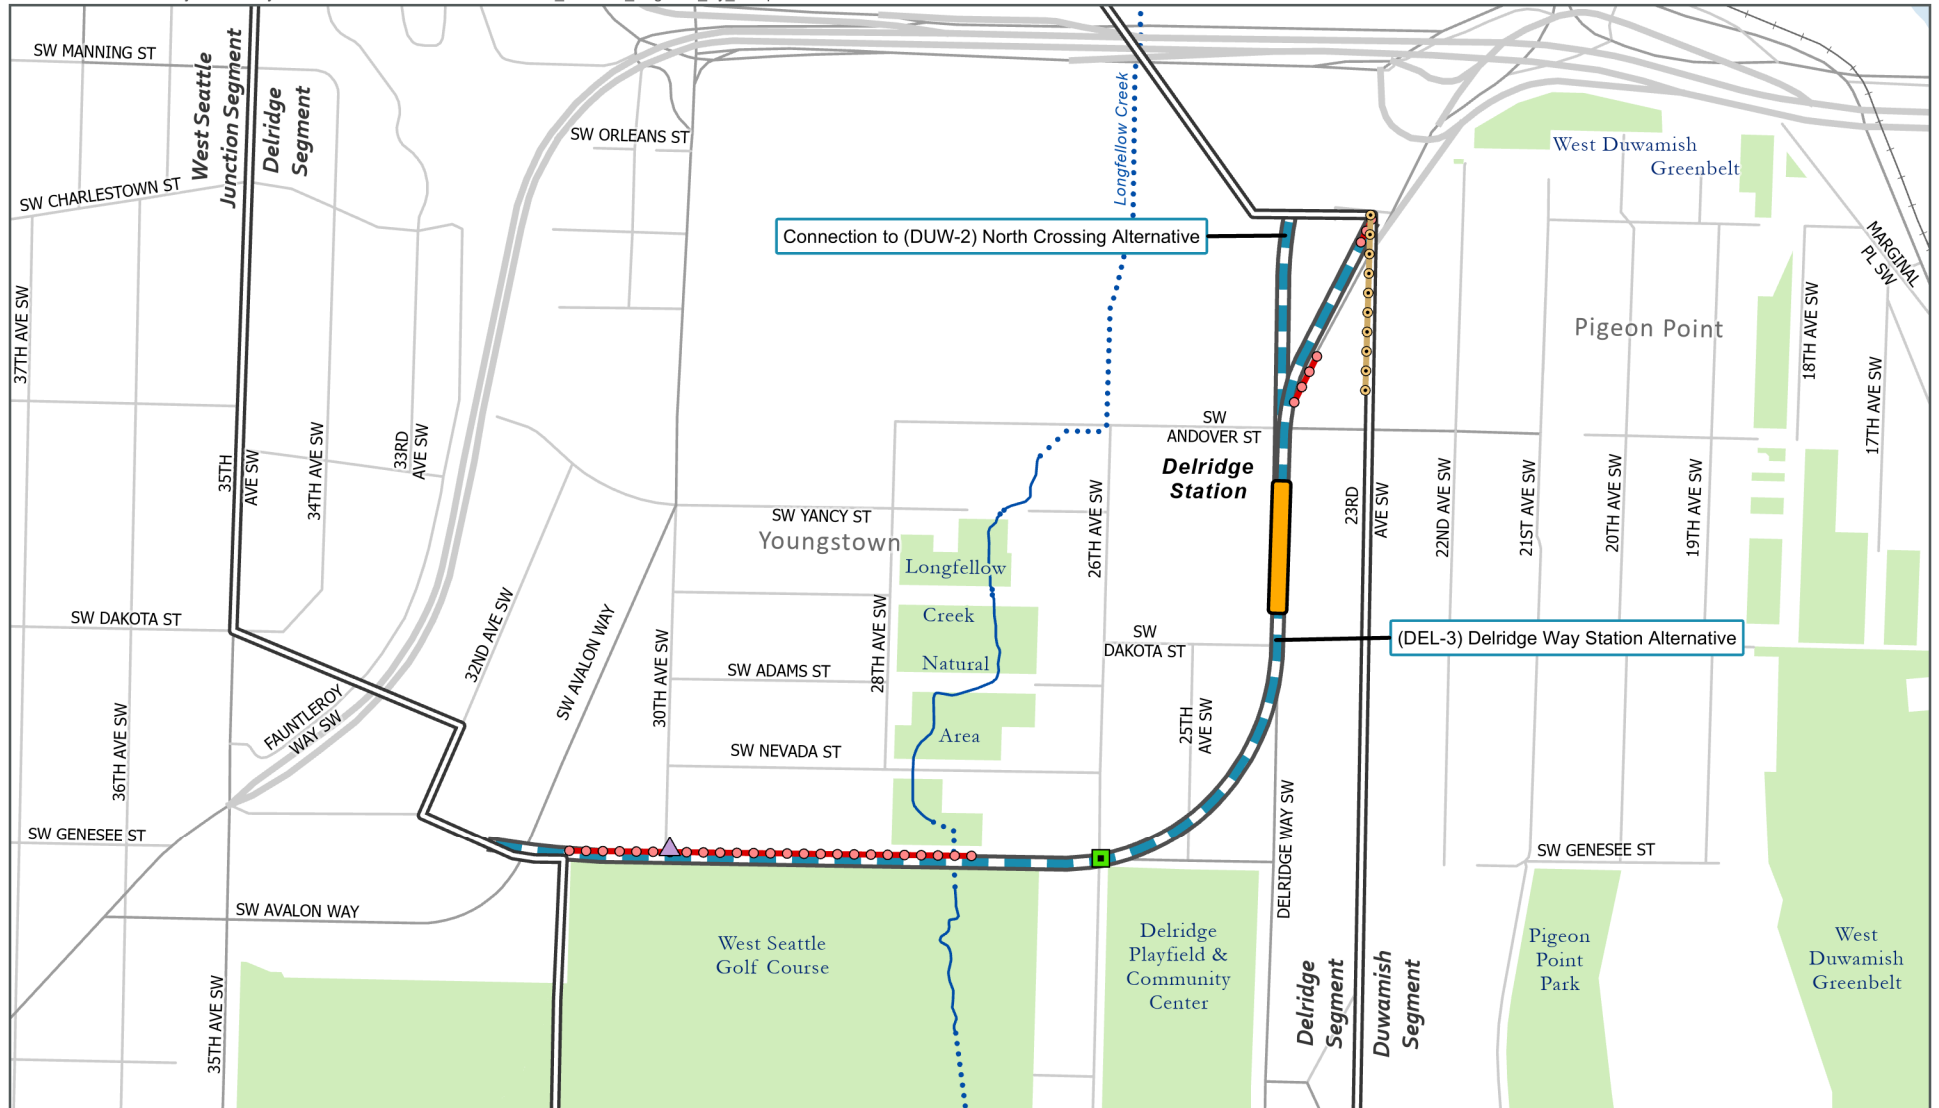 SW MANNING ST
West Seattle
Junction Segment
Delridge
Segment
SW ORLEANS ST
Longfellow Creek
West Duwamish
Greenbelt
SW CHARLESTOWN ST
Connection to (DUW-2) North Crossing Alternative
MARGINAL
PL SW
37TH AVE SW
Pigeon Point
18TH AVE SW
17TH AVE SW
35TH
AVE SW
34TH AVE SW
33RD
AVE SW
SW
ANDOVER ST
Delridge
Station
26TH AVE SW
23RD
AVE SW
22ND AVE SW
21ST AVE SW
20TH AVE SW
19TH AVE SW
SW YANCY ST
Youngstown
Longfellow
Creek
Natural
Area
SW DAKOTA ST
32ND AVE SW
SW AVALON WAY
30TH AVE SW
28TH AVE SW
SW
DAKOTA ST
(DEL-3) Delridge Way Station Alternative
SW ADAMS ST
FAUNTLEROY
WAY SW
36TH AVE SW
SW NEVADA ST
25TH
AVE SW
DELRIDGE WAY SW
SW GENESEE ST
SW GENESEE ST
SW AVALON WAY
West Seattle
Golf Course
Delridge
Playfield &
Community
Center
Pigeon
Point
Park
West
Duwamish
Greenbelt
35TH AVE SW
Delridge
Segment
Duwamish
Segment